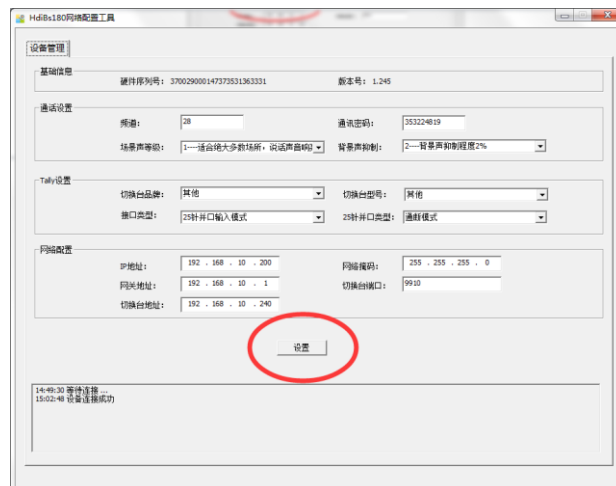 HdiBs180网络配置工具
设备管理
基础信息
硬件序列号: 370029000147373531363331 版本号: 1.245
通话设置
频道: 28 通讯密码: 353224819
场景声等级: 1----适合绝大多数场所，说话声音响 背景声抑制: 2----背景声抑制程度2%
Tally设置
切换台品牌: 其他 切换台型号: 其他
接口类型: 25针并口输入模式 25针并口类型: 通断模式
网络配置
IP地址: 192 . 168 . 10 . 200 网络掩码: 255 . 255 . 255 . 0
网关地址: 192 . 168 . 10 . 1 切换台端口: 9910
切换台地址: 192 . 168 . 10 . 240
设置
14:49:30 等待连接 ...
15:02:48 设备连接成功